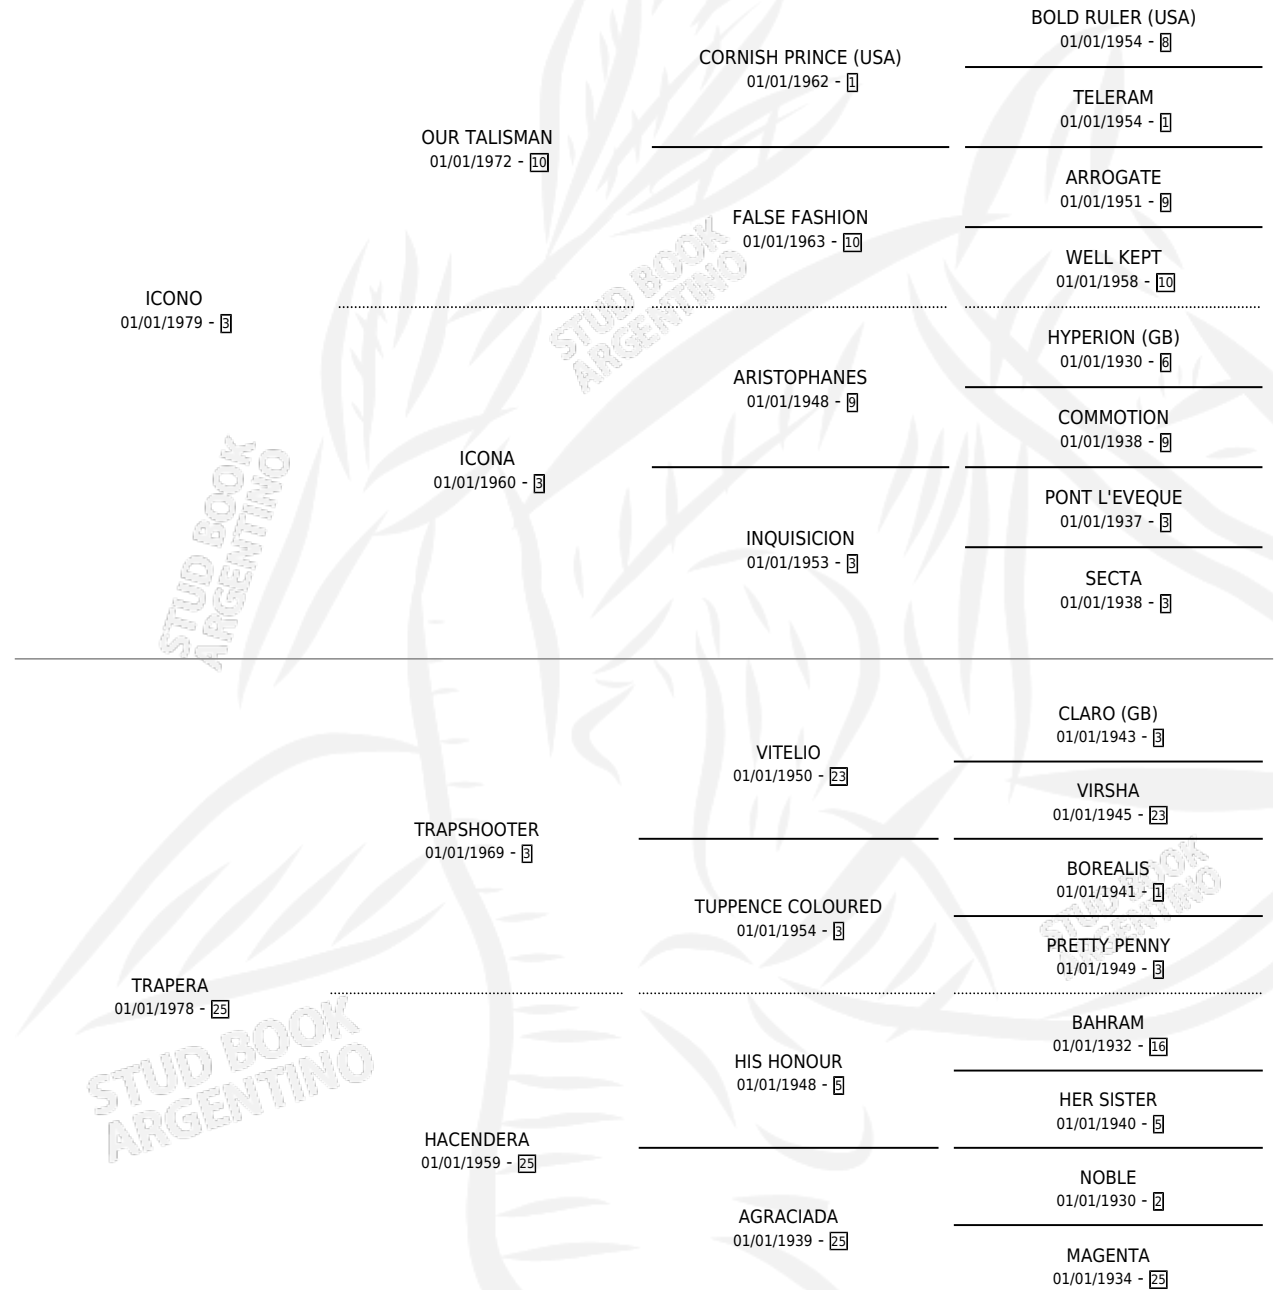 BOLD RULER (USA)
01/01/1954 - 8
CORNISH PRINCE (USA)
01/01/1962 - 1
TELERAM
01/01/1954 - 1
OUR TALISMAN
01/01/1972 - 10
ARROGATE
01/01/1951 - 9
FALSE FASHION
01/01/1963 - 10
WELL KEPT
01/01/1958 - 10
ICONO
01/01/1979 - 3
HYPERION (GB)
01/01/1930 - 6
ARISTOPHANES
01/01/1948 - 9
COMMOTION
01/01/1938 - 9
ICONA
01/01/1960 - 3
PONT L'EVEQUE
01/01/1937 - 3
INQUISICION
01/01/1953 - 3
SECTA
01/01/1938 - 3
STUD BOOK
ARGENTINO
STUD BOOK
ARGENTINO
CLARO (GB)
01/01/1943 - 3
VITELIO
01/01/1950 - 23
VIRSHA
01/01/1945 - 23
TRAPSHOOTER
01/01/1969 - 3
BOREALIS
01/01/1941 - 1
TUPPENCE COLOURED
01/01/1954 - 3
PRETTY PENNY
01/01/1949 - 3
STUD BOOK
ARGENTINO
TRAPERA
01/01/1978 - 25
BAHRAM
01/01/1932 - 16
HIS HONOUR
01/01/1948 - 5
HER SISTER
01/01/1940 - 5
HACENDERA
01/01/1959 - 25
NOBLE
01/01/1930 - 2
AGRACIADA
01/01/1939 - 25
MAGENTA
01/01/1934 - 25
STUD BOOK
ARGENTINO